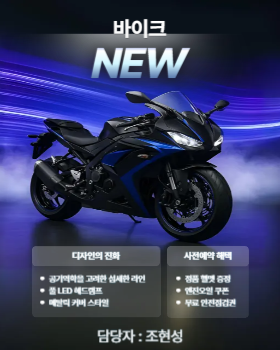 바이크
NEW
디자인의 진화
공기역학을 고려한 섬세한 라인
풀 LED 헤드램프
메탈릭 커버 스타일
사전예약 혜택
정품 헬멧 증정
엔진오일 쿠폰
무료 안전점검권
담당자 : 조현성